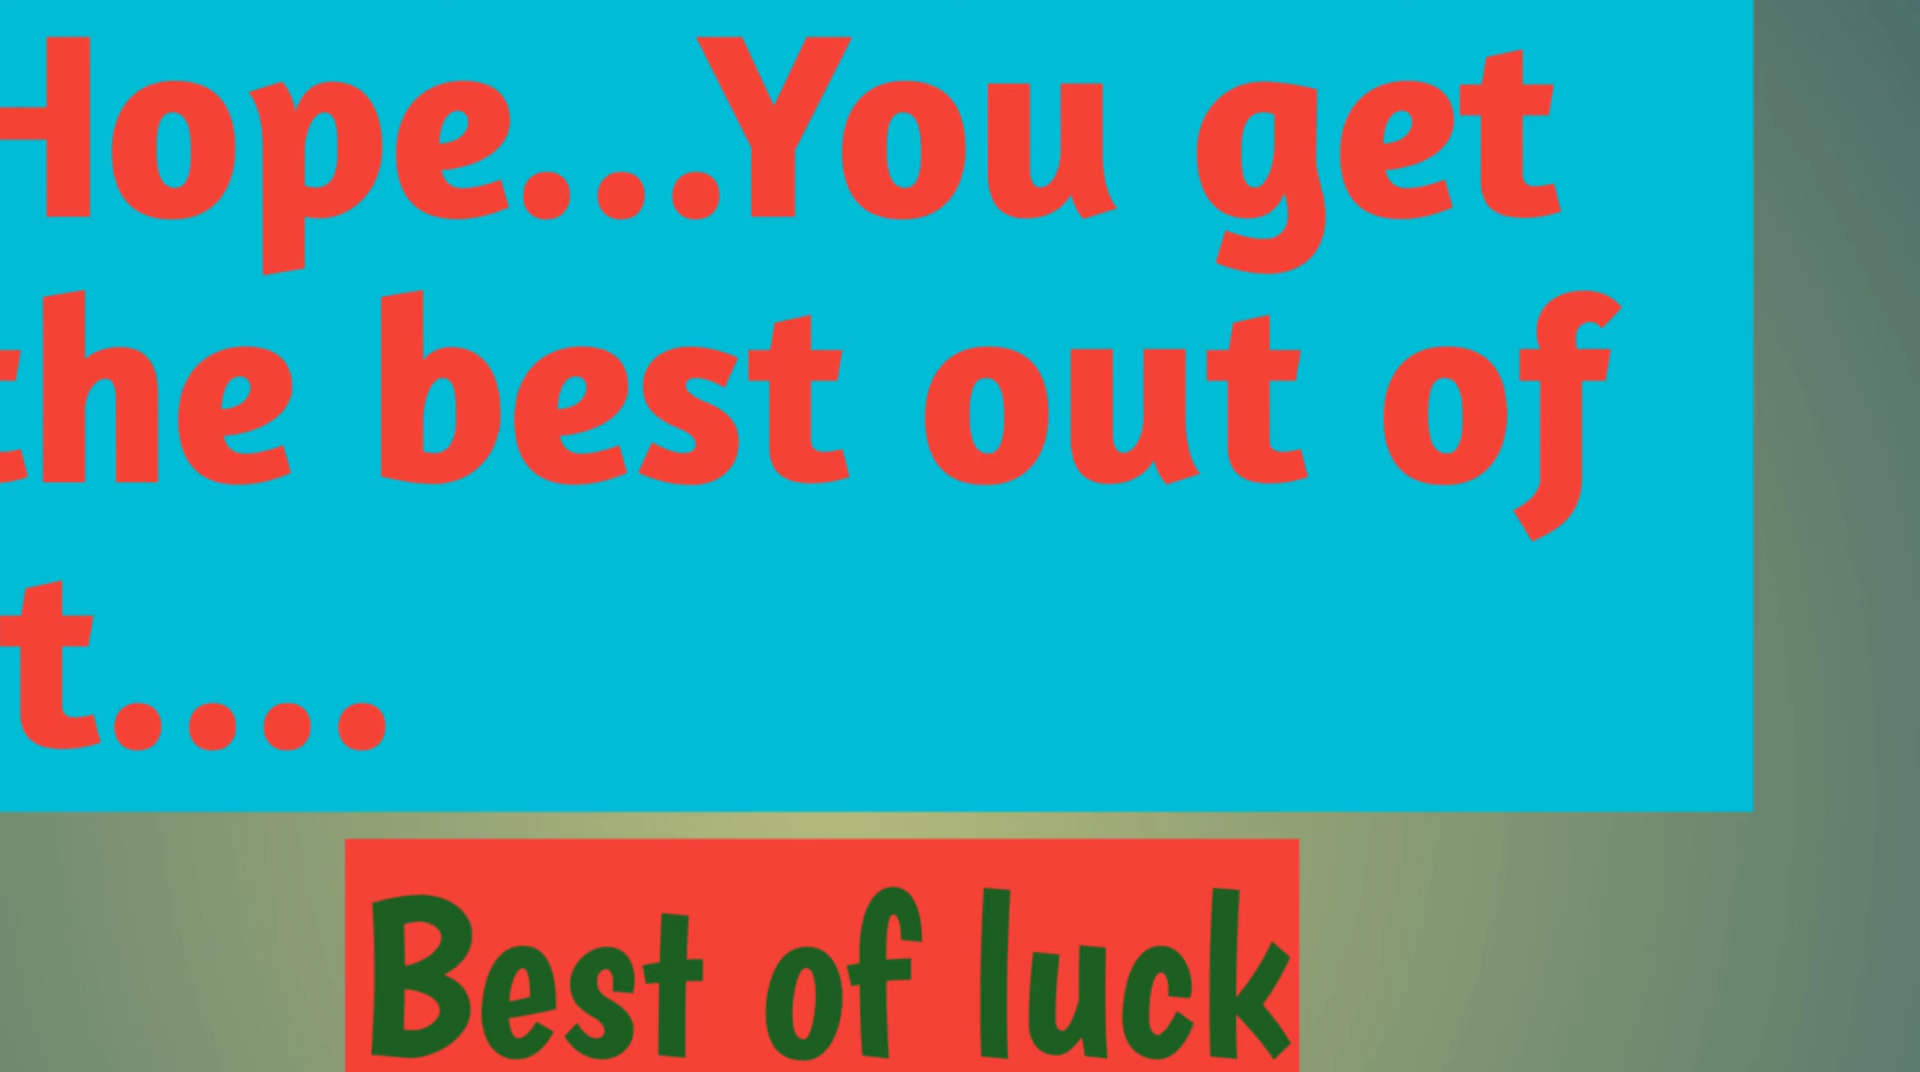 Hope...You get
the best out of
t....
Best of luck